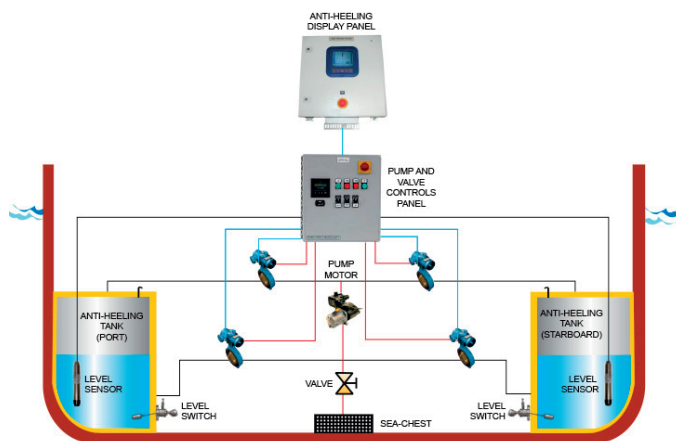 ANTI-HEELING
DISPLAY PANEL
PUMP AND
VALVE
CONTROLS
PANEL
PUMP
MOTOR
ANTI-HEELING
TANK
(PORT)
ANTI-HEELING
TANK
(STARBOARD)
LEVEL
SENSOR
LEVEL
SENSOR
VALVE
LEVEL
SWITCH
LEVEL
SWITCH
SEA-CHEST